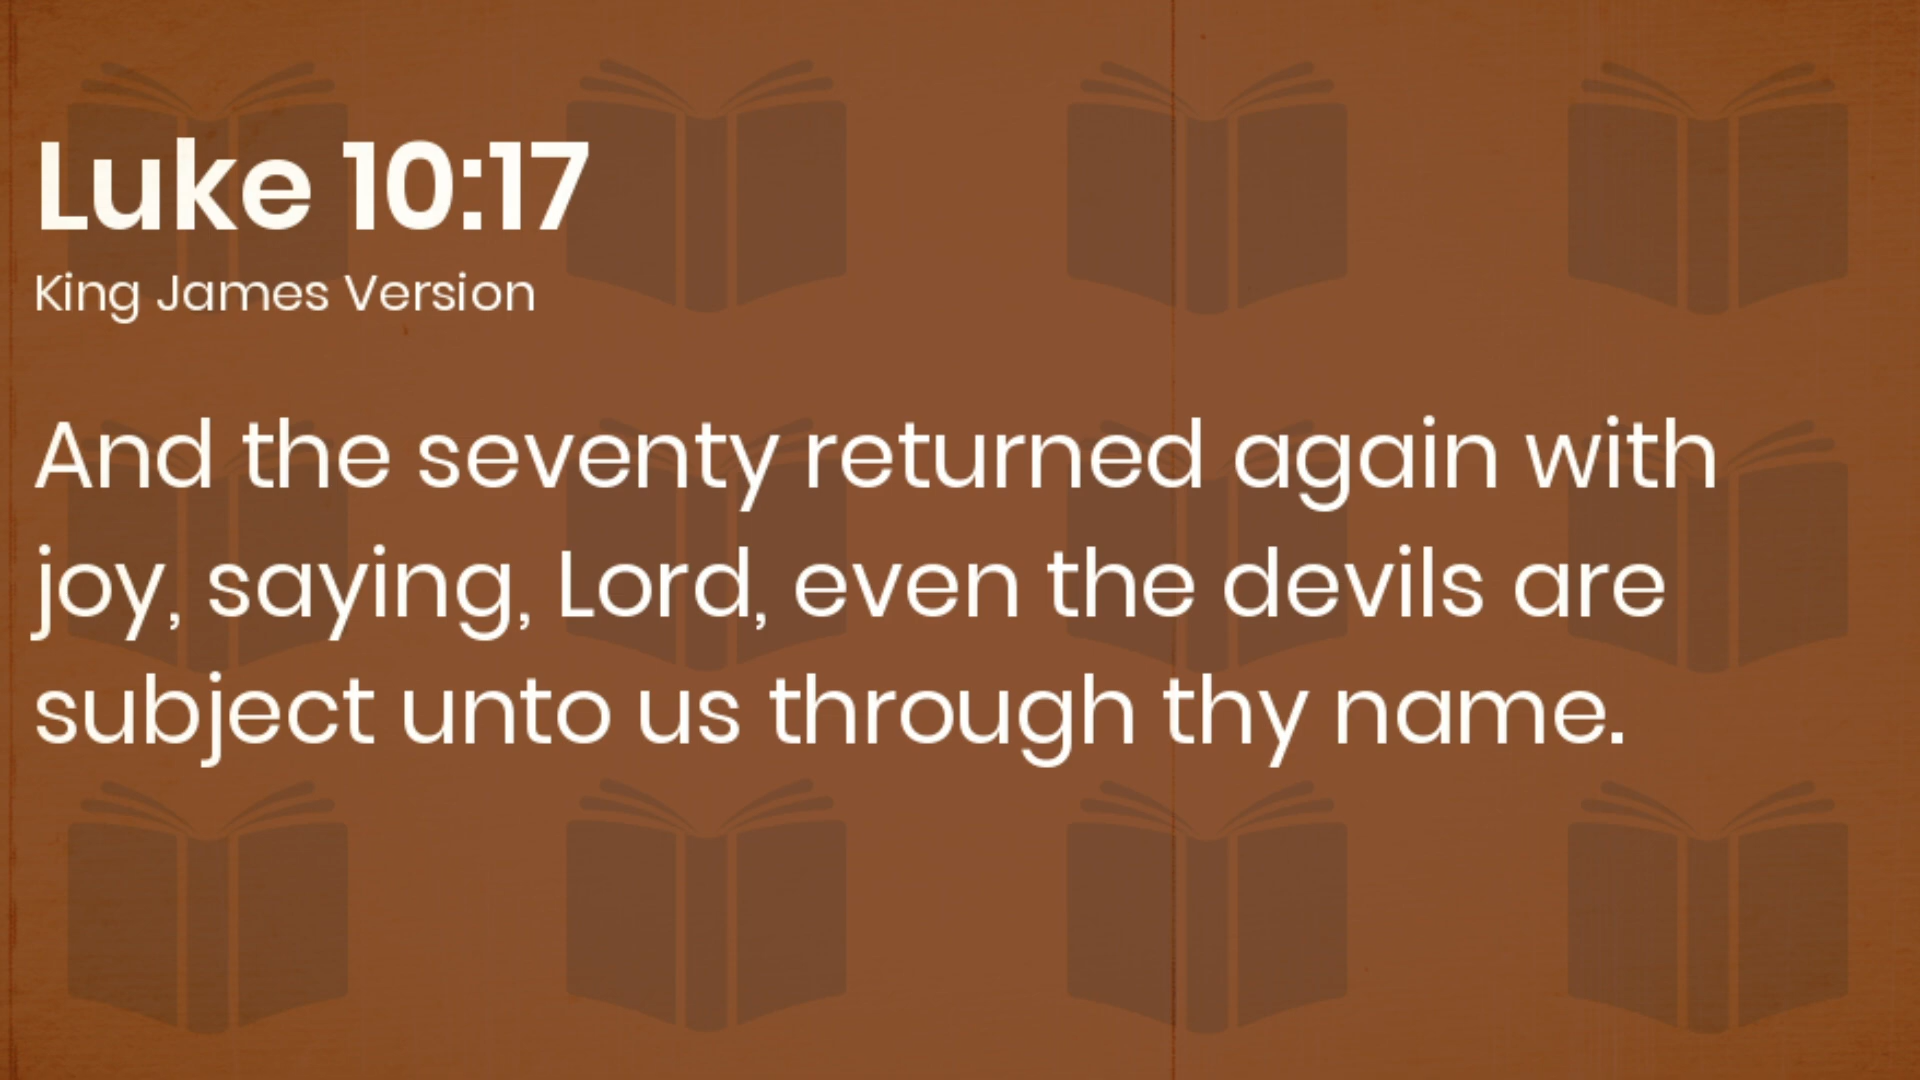 Luke 10:17
King James Version
And the seventy returned again with
joy, saying, Lord, even the devils are
subject unto us through thy name.